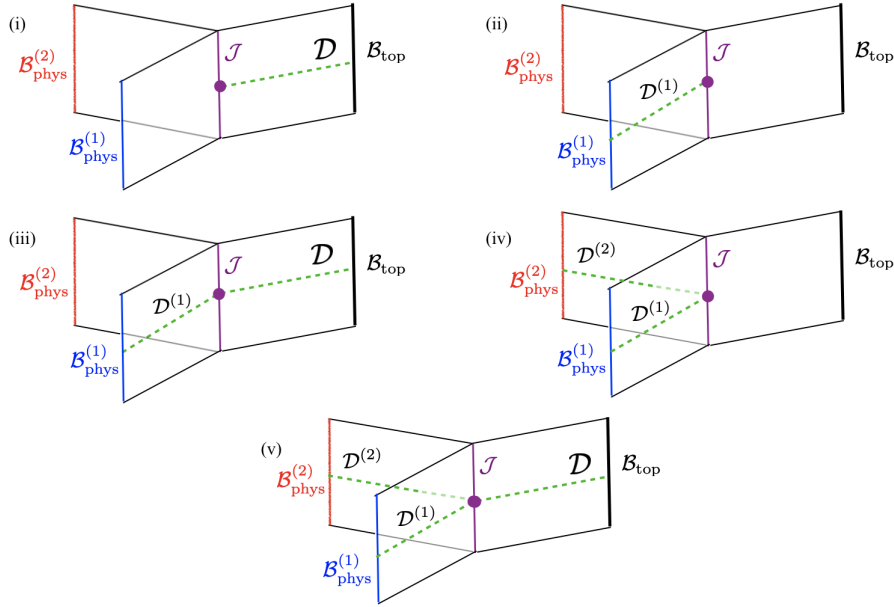 (i)
𝓑_phys^(2)
𝒥
𝓓
𝓑_top
𝓑_phys^(1)
(ii)
𝓑_phys^(2)
𝒥
𝓓^(1)
𝓑_top
𝓑_phys^(1)
(iii)
𝓑_phys^(2)
𝒥
𝓓
𝓑_top
𝓓^(1)
𝓑_phys^(1)
(iv)
𝓓^(2)
𝓑_phys^(2)
𝒥
𝓑_top
𝓓^(1)
𝓑_phys^(1)
(v)
𝓓^(2)
𝓑_phys^(2)
𝒥
𝓓
𝓑_top
𝓓^(1)
𝓑_phys^(1)